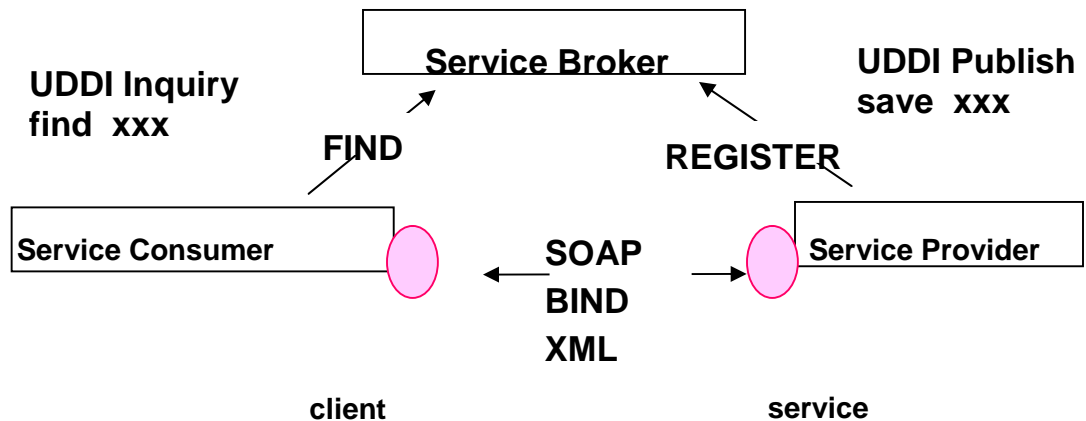 Service Broker
UDDI Inquiry
find xxx
UDDI Publish
save xxx
FIND
REGISTER
Service Consumer
SOAP
BIND
XML
Service Provider
client
service